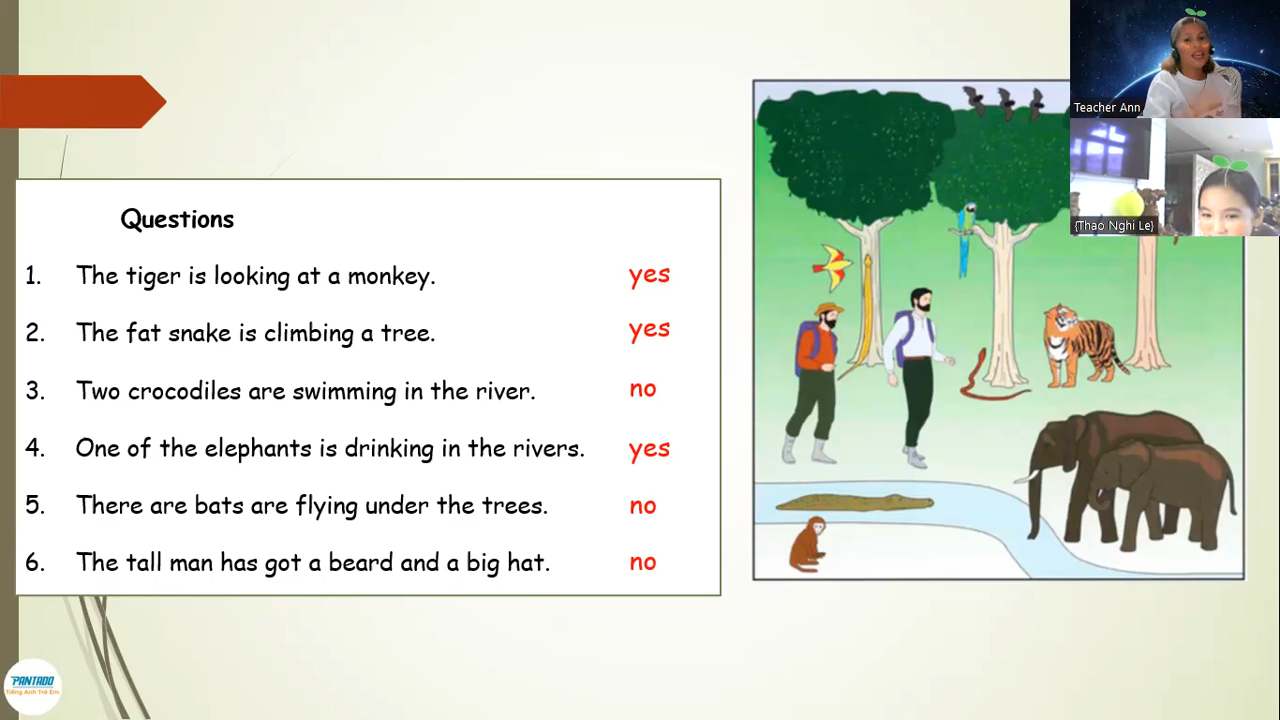 Teacher Ann
{Thao Nghi Le}
Questions
1. The tiger is looking at a monkey. yes
2. The fat snake is climbing a tree. yes
3. Two crocodiles are swimming in the river. no
4. One of the elephants is drinking in the rivers. yes
5. There are bats are flying under the trees. no
6. The tall man has got a beard and a big hat. no
PANTADO
Tiếng Anh Trẻ Em